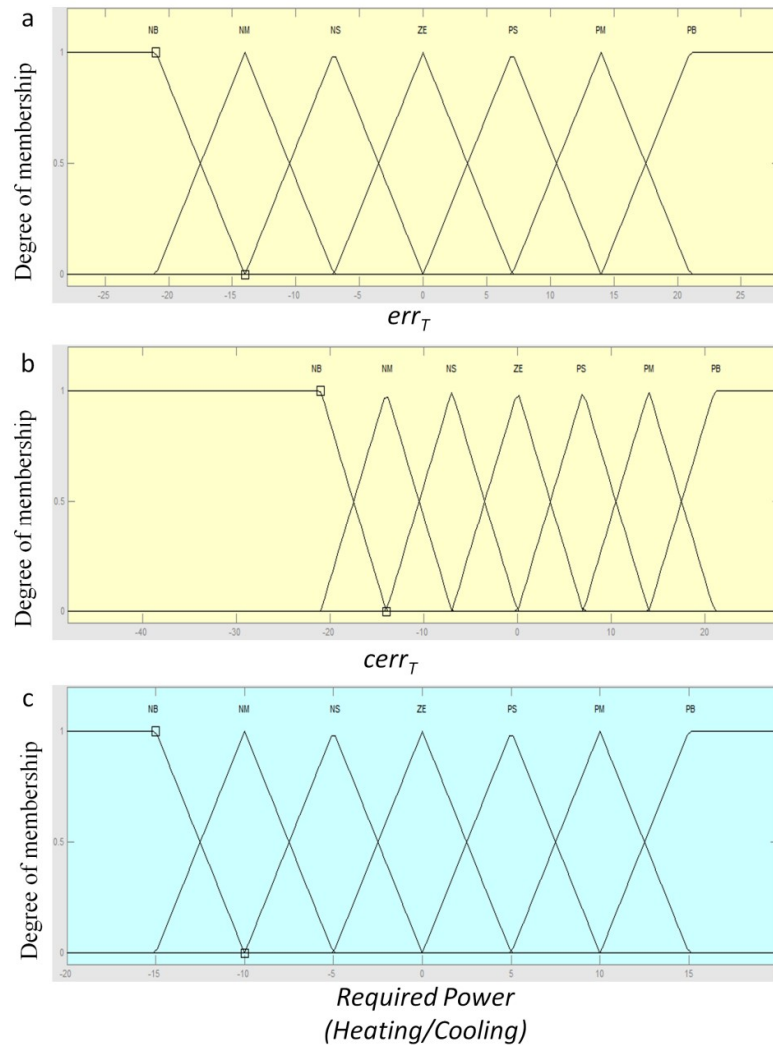 a
NB NM NS ZE PS PM PB
1
0.5
0
-25 -20 -15 -10 -5 0 5 10 15 20 25
Degree of membership
err_T
b
NB NM NS ZE PS PM PB
1
0.5
0
-40 -30 -20 -10 0 10 20
Degree of membership
cerr_T
c
NB NM NS ZE PS PM PB
1
0.5
0
-20 -15 -10 -5 0 5 10 15
Degree of membership
Required Power
(Heating/Cooling)